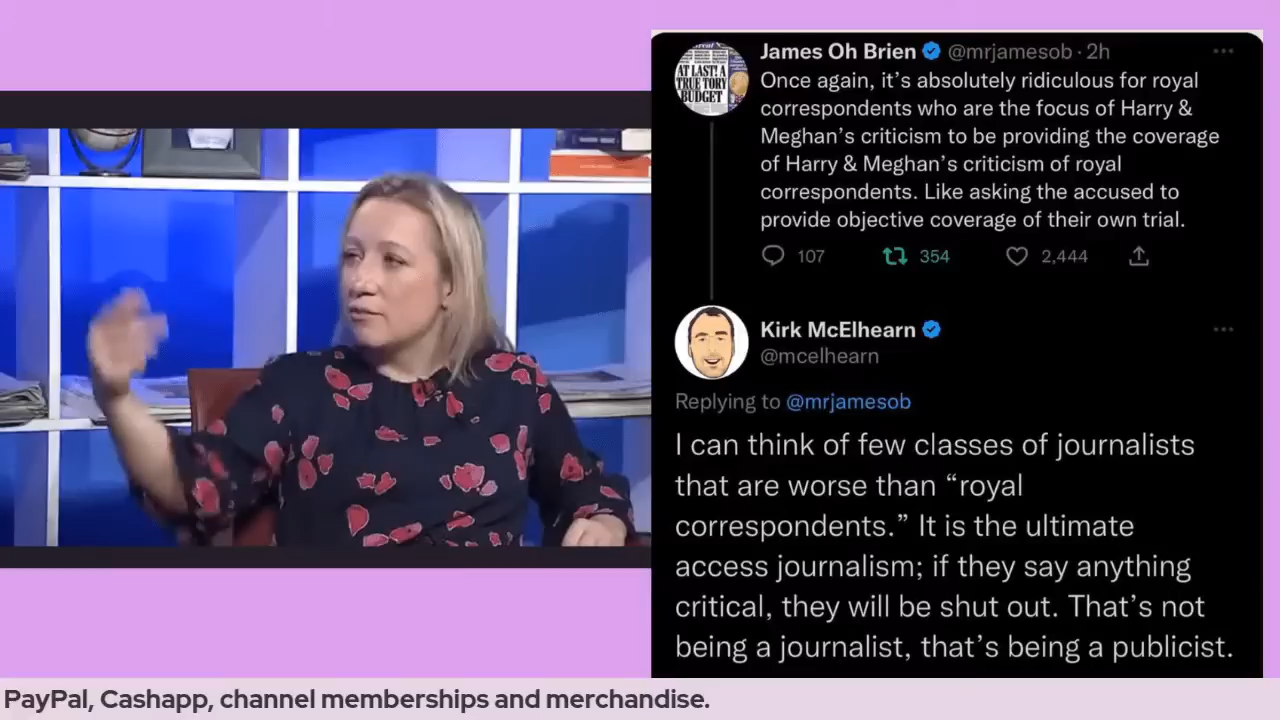 James Oh Brien @mrjamesob · 2h
Once again, it's absolutely ridiculous for royal
correspondents who are the focus of Harry &
Meghan's criticism to be providing the coverage
of Harry & Meghan's criticism of royal
correspondents. Like asking the accused to
provide objective coverage of their own trial.
107 354 2,444
AT LAST! A
TRUE TORY
BUDGET
Kirk McElhearn
@mcelhearn
Replying to @mrjamesob
I can think of few classes of journalists
that are worse than “royal
correspondents.” It is the ultimate
access journalism; if they say anything
critical, they will be shut out. That's not
being a journalist, that's being a publicist.
PayPal, Cashapp, channel memberships and merchandise.